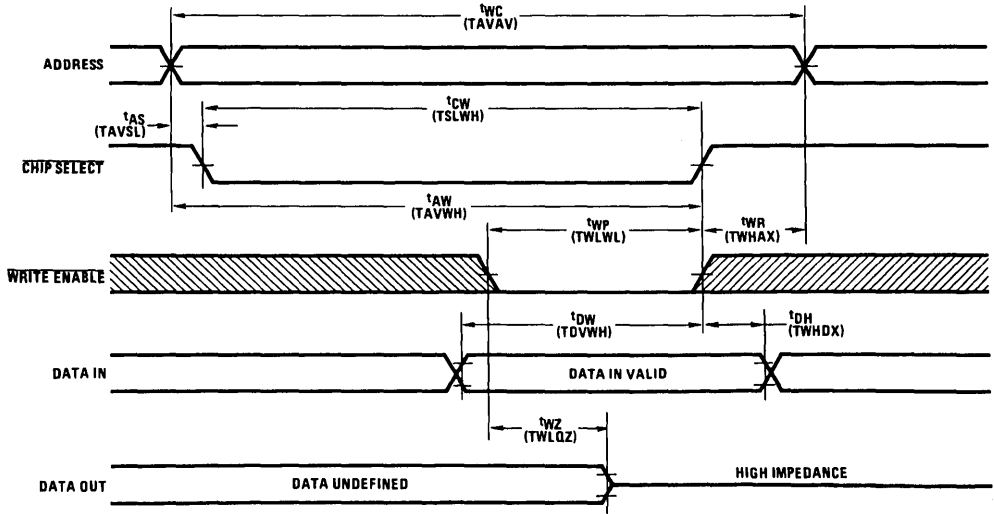 tWC
(TAVAV)
ADDRESS
tCW
(TSLWH)
tAS
(TAVSL)
CHIP SELECT
tAW
(TAVWH)
tWP
(TWLWL)
tWR
(TWHAX)
WRITE ENABLE
tDW
(TDVWH)
tDH
(TWHDX)
DATA IN
DATA IN VALID
tWZ
(TWLQZ)
DATA OUT
DATA UNDEFINED
HIGH IMPEDANCE